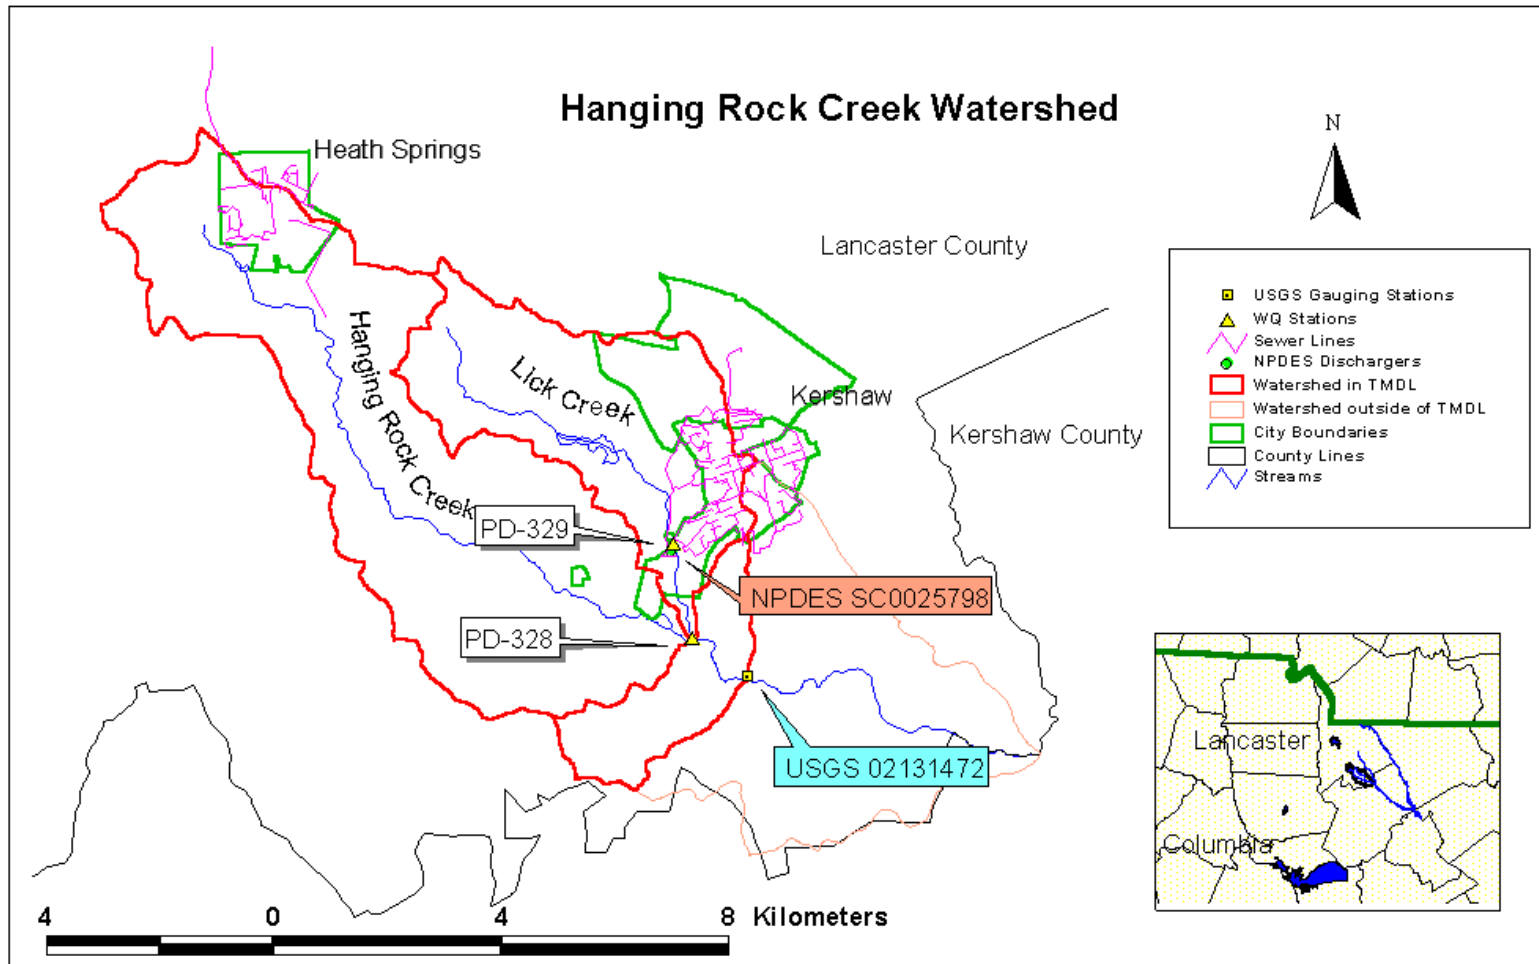 Hanging Rock Creek Watershed
N
Heath Springs
Lancaster County
Hanging Rock Creek
Lick Creek
Kershaw
Kershaw County
PD-329
NPDES SC0025798
PD-328
USGS 02131472
USGS Gauging Stations
WQ Stations
Sewer Lines
NPDES Dischargers
Watershed in TMDL
Watershed outside of TMDL
City Boundaries
County Lines
Streams
Lancaster
Columbia
4 0 4 8 Kilometers